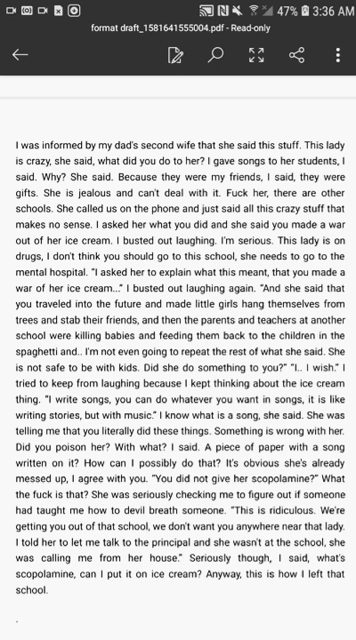 47% 3:36 AM
format draft_1581641555004.pdf - Read-only
I was informed by my dad's second wife that she said this stuff. This lady
is crazy, she said, what did you do to her? I gave songs to her students, I
said. Why? She said. Because they were my friends, I said, they were
gifts. She is jealous and can't deal with it. Fuck her, there are other
schools. She called us on the phone and just said all this crazy stuff that
makes no sense. I asked her what you did and she said you made a war
out of her ice cream. I busted out laughing. I'm serious. This lady is on
drugs, I don't think you should go to this school, she needs to go to the
mental hospital. "I asked her to explain what this meant, that you made a
war of her ice cream..." I busted out laughing again. "And she said that
you traveled into the future and made little girls hang themselves from
trees and stab their friends, and then the parents and teachers at another
school were killing babies and feeding them back to the children in the
spaghetti and.. I'm not even going to repeat the rest of what she said. She
is not safe to be with kids. Did she do something to you?" "I.. I wish." I
tried to keep from laughing because I kept thinking about the ice cream
thing. "I write songs, you can do whatever you want in songs, it is like
writing stories, but with music." I know what is a song, she said. She was
telling me that you literally did these things. Something is wrong with her.
Did you poison her? With what? I said. A piece of paper with a song
written on it? How can I possibly do that? It's obvious she's already
messed up, I agree with you. "You did not give her scopolamine?" What
the fuck is that? She was seriously checking me to figure out if someone
had taught me how to devil breath someone. "This is ridiculous. We're
getting you out of that school, we don't want you anywhere near that lady.
I told her to let me talk to the principal and she wasn't at the school, she
was calling me from her house." Seriously though, I said, what's
scopolamine, can I put it on ice cream? Anyway, this is how I left that
school.
.